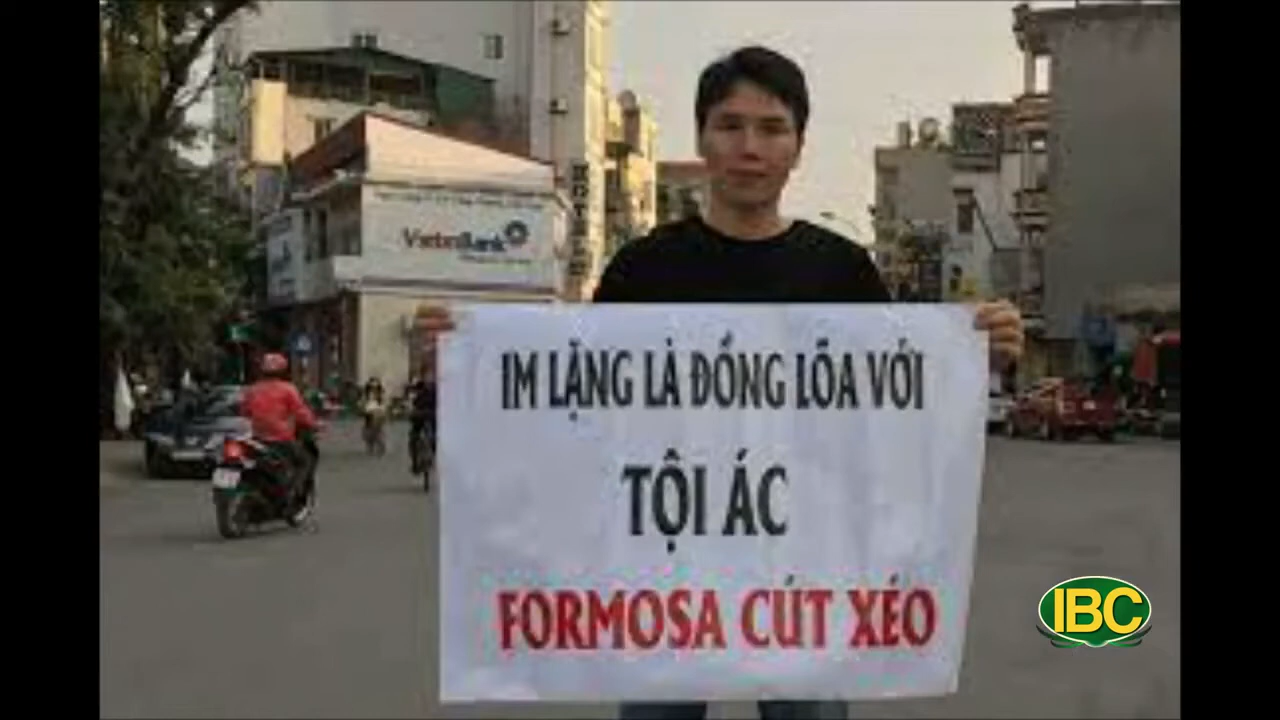 VietinBank
IM LẶNG LÀ ĐỒNG LÕA VỚI
TỘI ÁC
FORMOSA CÚT XÉO
IBC